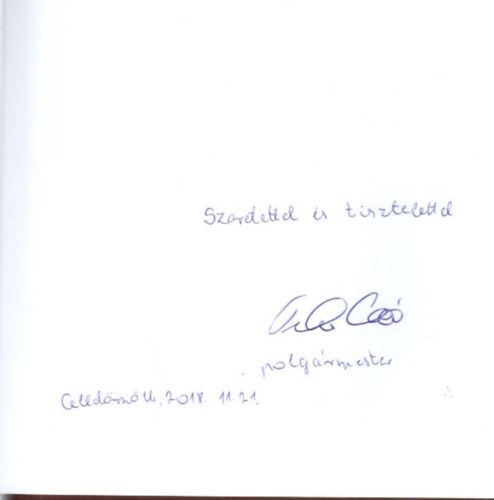 Szeretettel és tisztelettel
polgármester
Celldömölk, 2018. 11. 21.